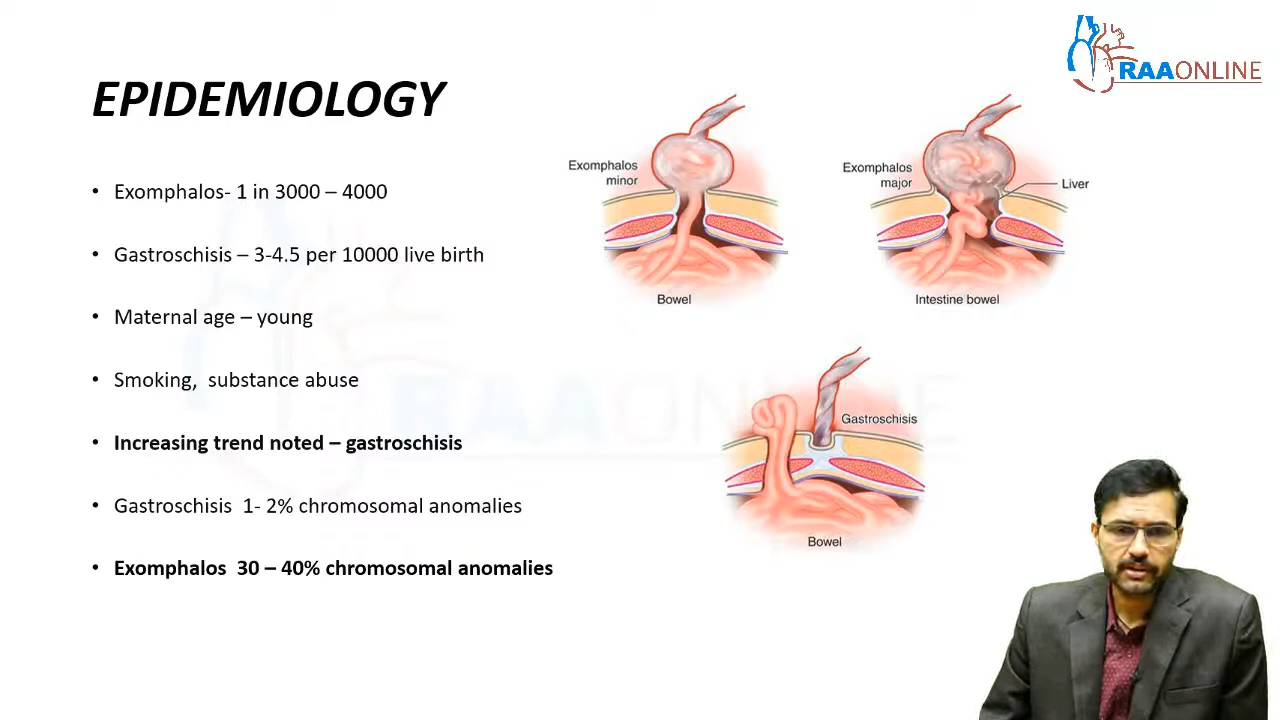 RAAONLINE
EPIDEMIOLOGY
• Exomphalos- 1 in 3000 – 4000
• Gastroschisis – 3-4.5 per 10000 live birth
• Maternal age – young
• Smoking,  substance abuse
• Increasing trend noted – gastroschisis
• Gastroschisis  1- 2% chromosomal anomalies
• Exomphalos  30 – 40% chromosomal anomalies
Exomphalos
minor
Bowel
Exomphalos
major
Liver
Intestine bowel
Gastroschisis
Bowel
RAAONLINE